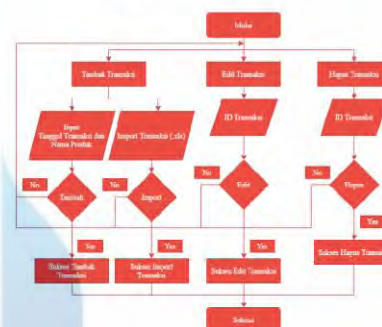 Mulai
Tambah Transaksi
Edit Transaksi
Hapus Transaksi
Input
Tanggal Transaksi dan
Nama Produk
Import Transaksi (.xls)
ID Transaksi
ID Transaksi
No
Tambah
No
Import
No
Edit
No
Hapus
Yes
Yes
Yes
Yes
Sukses Tambah
Transaksi
Sukses Import
Transaksi
Sukses Edit Transaksi
Sukses Hapus Transaksi
Selesai